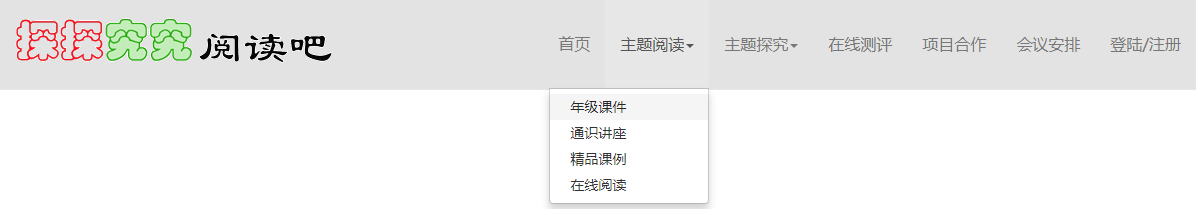 探探究究阅读吧
首页 主题阅读 主题探究 在线测评 项目合作 会议安排 登陆/注册
年级课件
通识讲座
精品课例
在线阅读